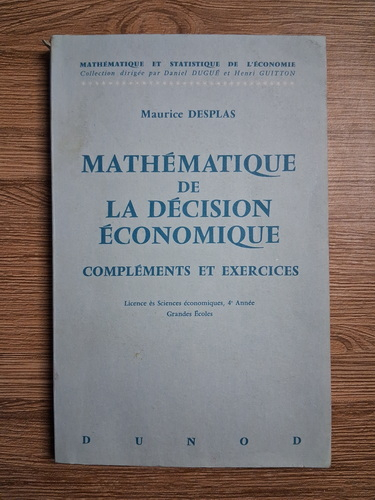 MATHÉMATIQUE ET STATISTIQUE DE L'ÉCONOMIE
Collection dirigée par Daniel DUGUÉ et Henri GUITTON
Maurice DESPLAS
MATHÉMATIQUE
DE
LA DÉCISION
ÉCONOMIQUE
COMPLÉMENTS ET EXERCICES
Licence ès Sciences économiques, 4e Année
Grandes Écoles
DUNOD